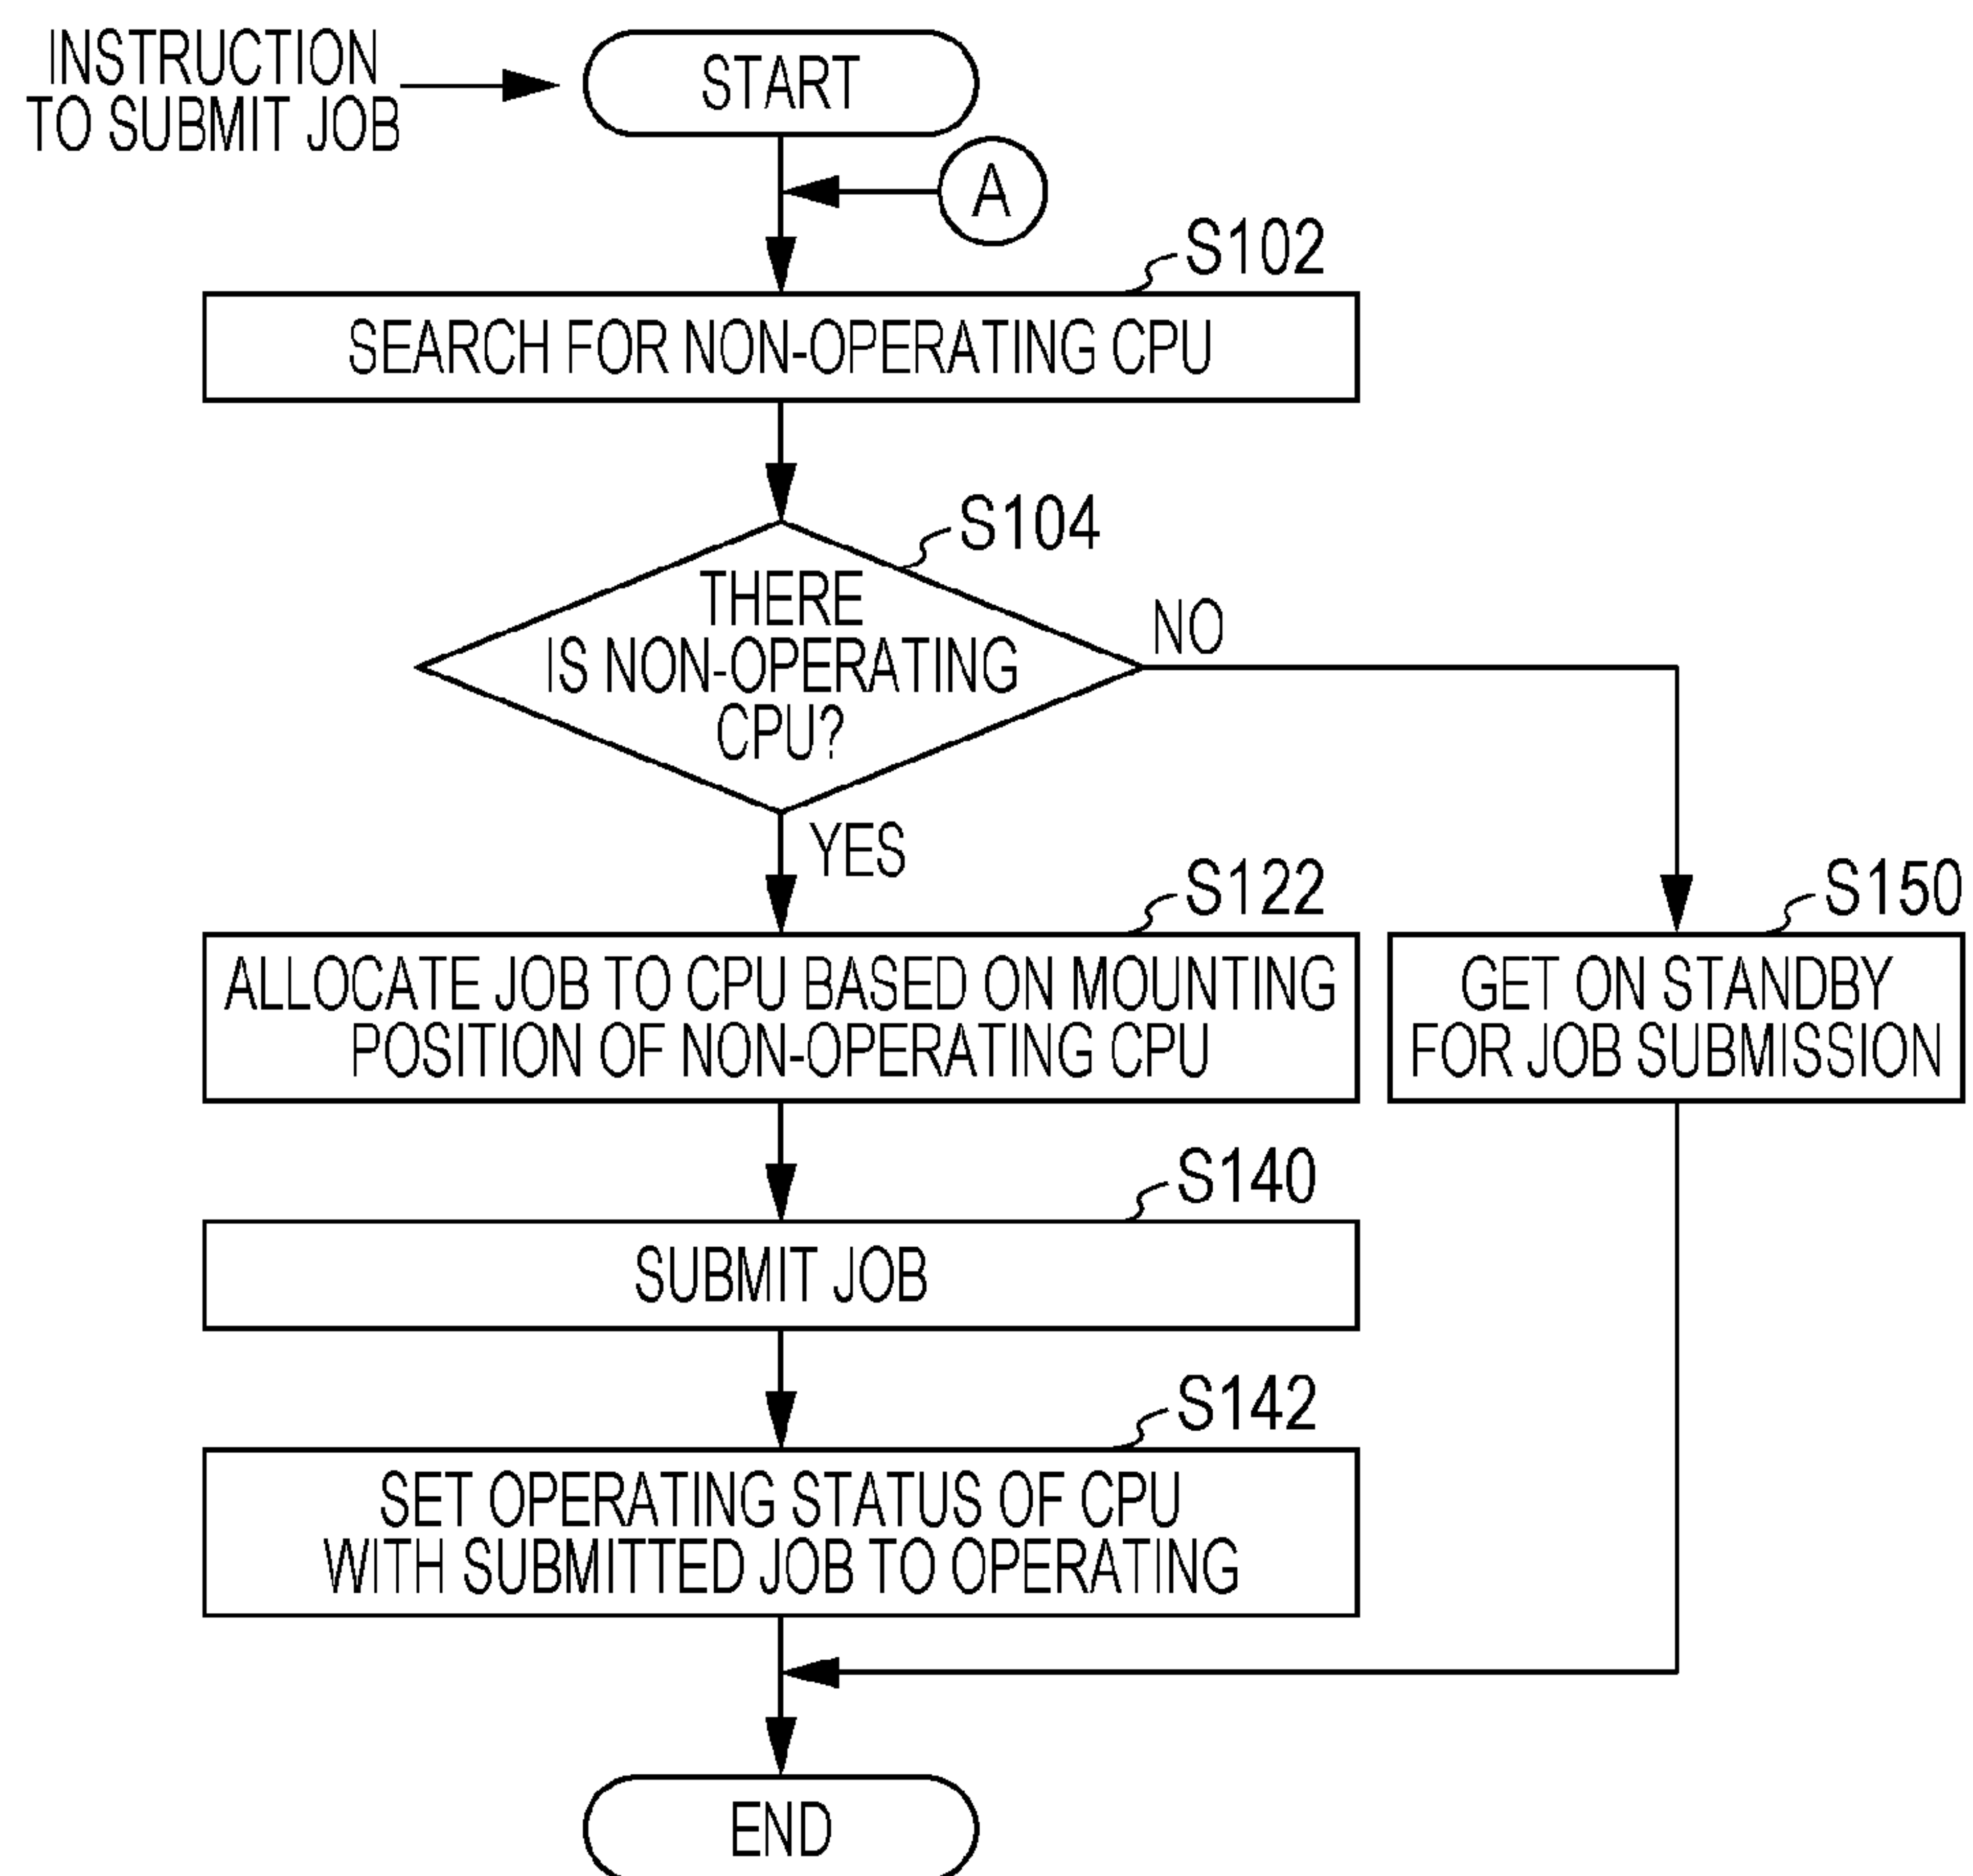 INSTRUCTION
TO SUBMIT JOB
START
A
S102
SEARCH FOR NON-OPERATING CPU
S104
THERE
IS NON-OPERATING
CPU?
NO
YES
S122
ALLOCATE JOB TO CPU BASED ON MOUNTING
POSITION OF NON-OPERATING CPU
S150
GET ON STANDBY
FOR JOB SUBMISSION
S140
SUBMIT JOB
S142
SET OPERATING STATUS OF CPU
WITH SUBMITTED JOB TO OPERATING
END